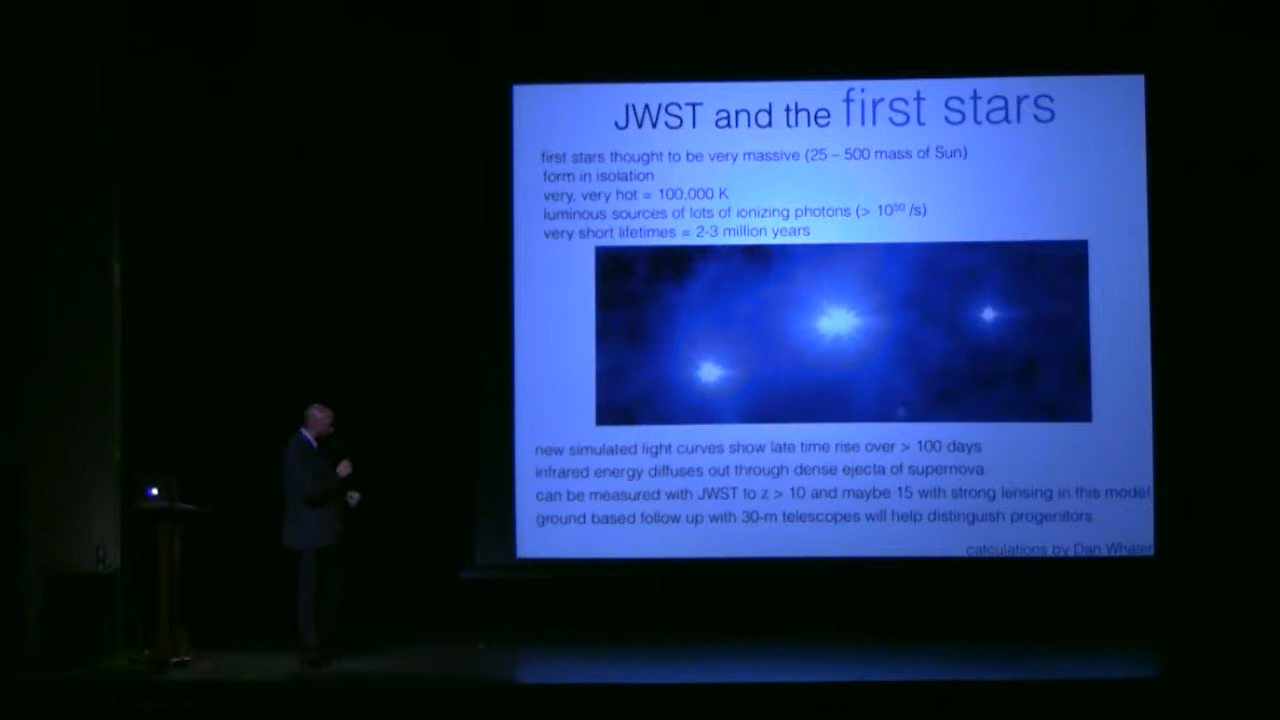 JWST and the first stars
first stars thought to be very massive (25 – 500 mass of Sun)
form in isolation
very, very hot = 100,000 K
luminous sources of lots of ionizing photons (> 10⁵⁰ /s)
very short lifetimes = 2-3 million years
new simulated light curves show late time rise over > 100 days
infrared energy diffuses out through dense ejecta of supernova
can be measured with JWST to z > 10 and maybe 15 with strong lensing in this model
ground based follow up with 30-m telescopes will help distinguish progenitors
calculations by Dan Whalen